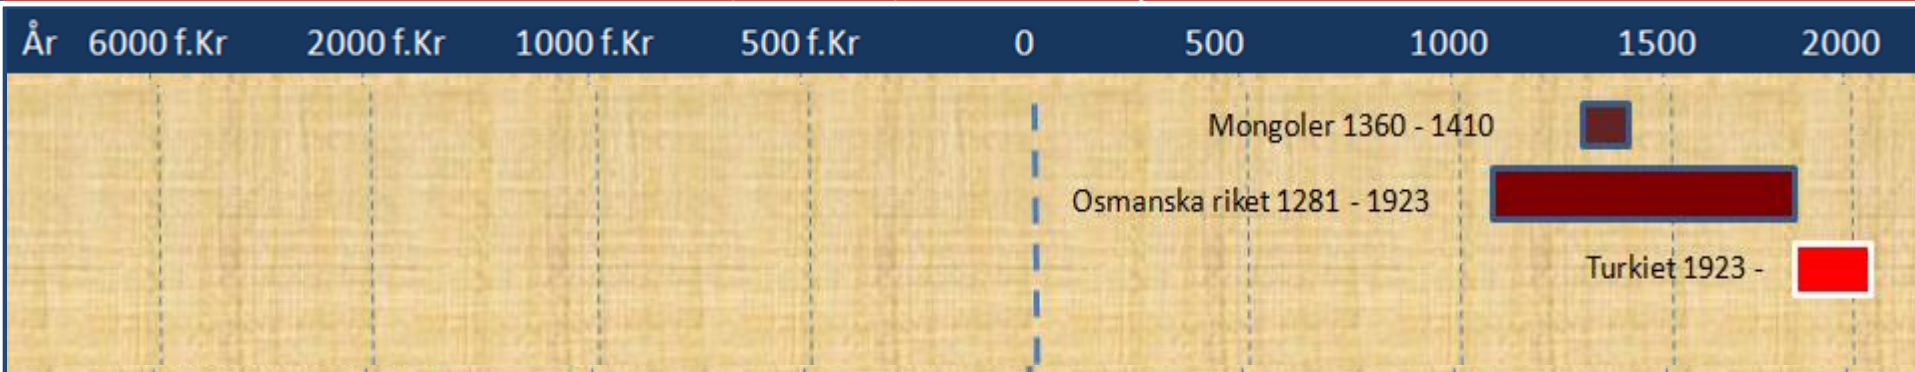 År 6000 f.Kr 2000 f.Kr 1000 f.Kr 500 f.Kr 0 500 1000 1500 2000
Mongoler 1360 - 1410
Osmanska riket 1281 - 1923
Turkiet 1923 -